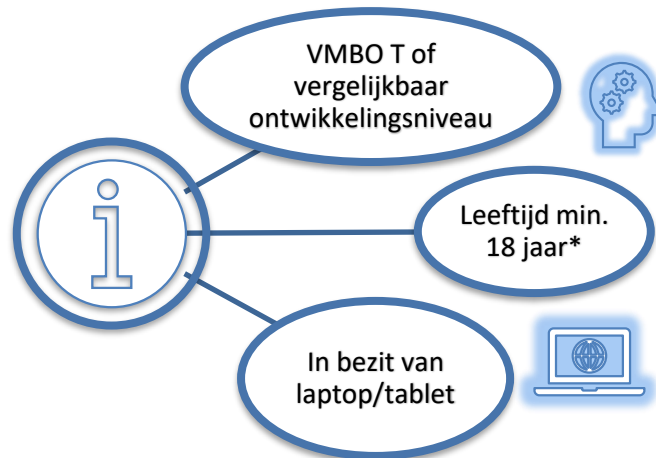 VMBO T of
vergelijkbaar
ontwikkelingsniveau
Leeftijd min.
18 jaar*
In bezit van
laptop/tablet